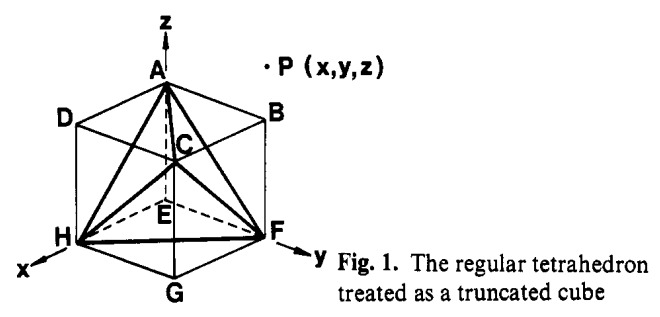 z
A
· P (x,y,z)
D
B
C
E
H
F
x
y
G
Fig. 1. The regular tetrahedron
treated as a truncated cube